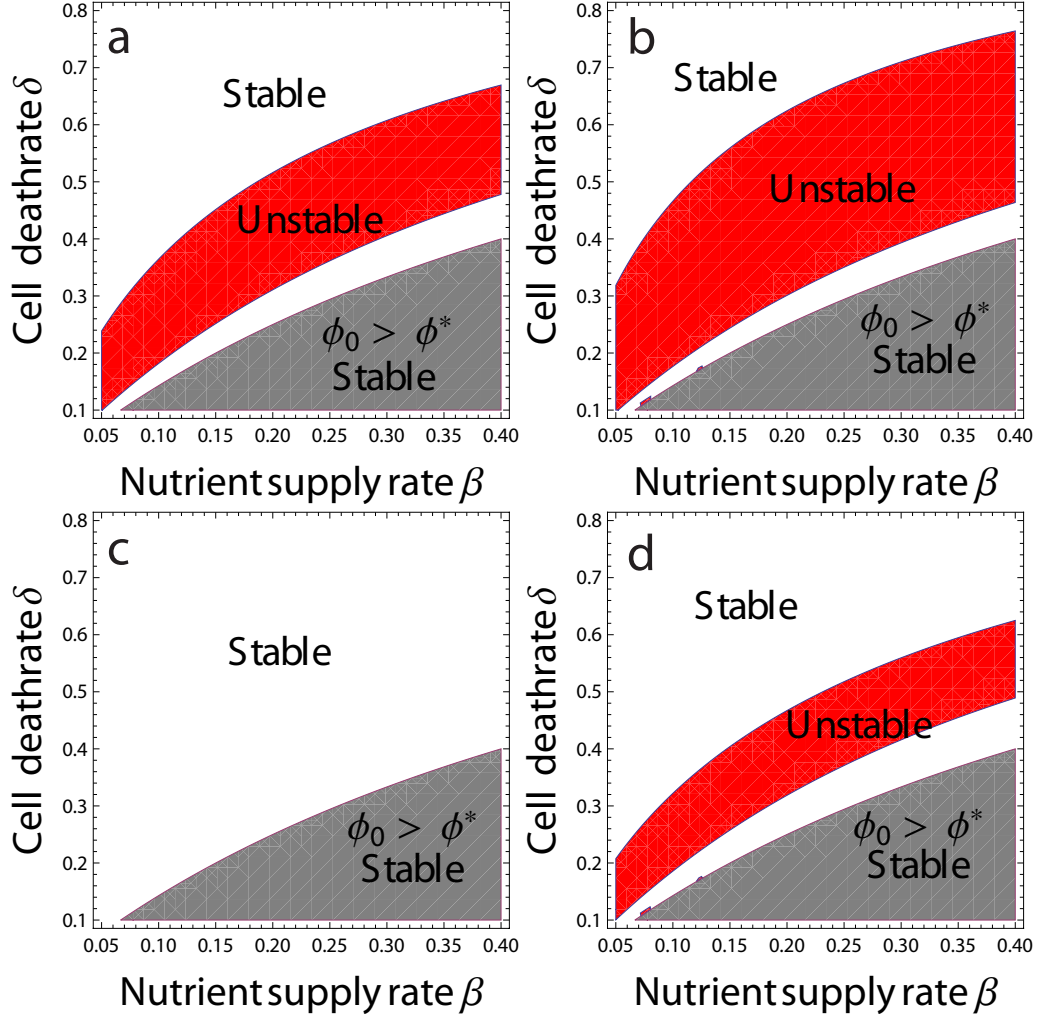 a
0.8
0.7
0.6
0.5
0.4
0.3
0.2
0.1
Cell deathrate δ
Stable
Unstable
ϕ0 > ϕ*
Stable
0.05 0.10 0.15 0.20 0.25 0.30 0.35 0.40
Nutrient supply rate β
b
0.8
0.7
0.6
0.5
0.4
0.3
0.2
0.1
Cell deathrate δ
Stable
Unstable
ϕ0 > ϕ*
Stable
0.05 0.10 0.15 0.20 0.25 0.30 0.35 0.40
Nutrient supply rate β
c
0.8
0.7
0.6
0.5
0.4
0.3
0.2
0.1
Cell deathrate δ
Stable
ϕ0 > ϕ*
Stable
0.05 0.10 0.15 0.20 0.25 0.30 0.35 0.40
Nutrient supply rate β
d
0.8
0.7
0.6
0.5
0.4
0.3
0.2
0.1
Cell deathrate δ
Stable
Unstable
ϕ0 > ϕ*
Stable
0.05 0.10 0.15 0.20 0.25 0.30 0.35 0.40
Nutrient supply rate β